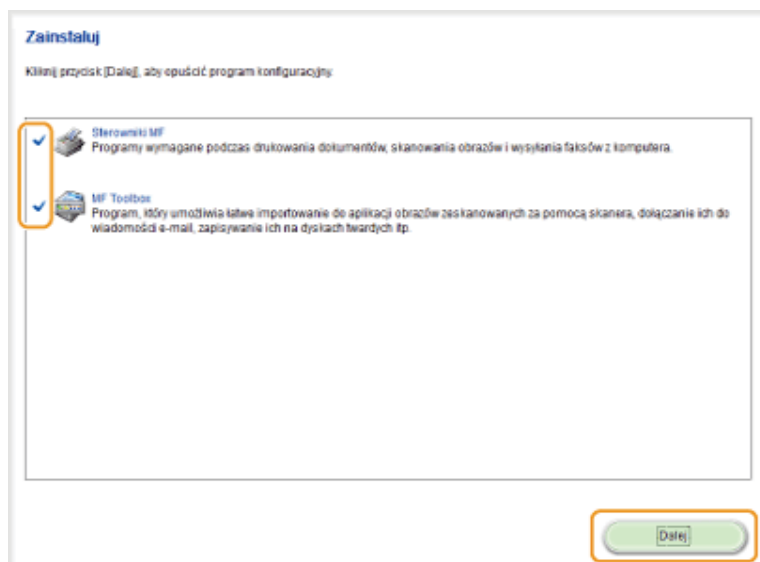 Zainstaluj
Kliknij przycisk [Dalej], aby opuścić program konfiguracyjny.
Sterowniki MF
Programy wymagane podczas drukowania dokumentów, skanowania obrazów i wysyłania faksów z komputera.
MF Toolbox
Program, który umożliwia łatwe importowanie do aplikacji obrazów zeskanowanych za pomocą skanera, dołączanie ich do
wiadomości e-mail, zapisywanie ich na dyskach twardych itp.
Dalej